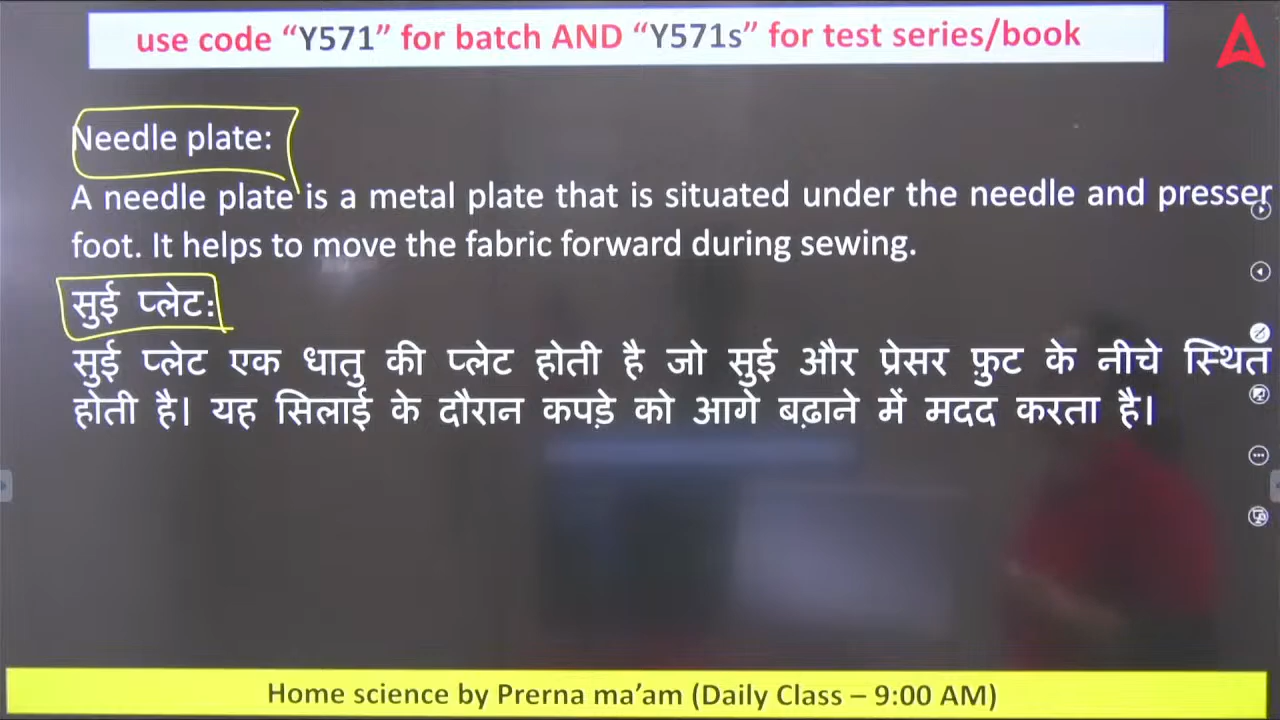 use code “Y571” for batch AND “Y571s” for test series/book
Needle plate:
A needle plate is a metal plate that is situated under the needle and presser
foot. It helps to move the fabric forward during sewing.
सुई प्लेट:
सुई प्लेट एक धातु की प्लेट होती है जो सुई और प्रेसर फ़ुट के नीचे स्थित
होती है। यह सिलाई के दौरान कपड़े को आगे बढ़ाने में मदद करता है।
Home science by Prerna ma’am (Daily Class – 9:00 AM)